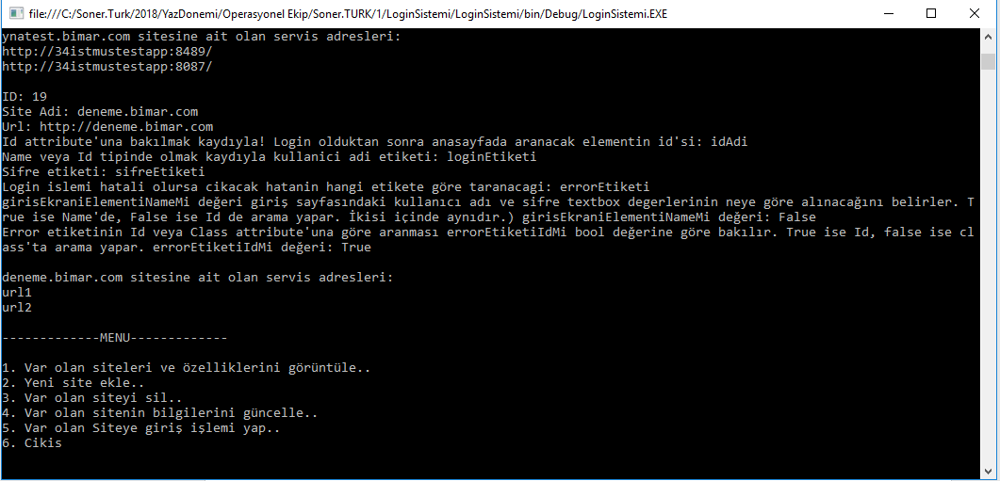 file:///C:/Soner.Turk/2018/YazDonemi/Operasyonel Ekip/Soner.TURK/1/LoginSistemi/LoginSistemi/bin/Debug/LoginSistemi.EXE
ynatest.bimar.com sitesine ait olan servis adresleri:
http://34istmustestapp:8489/
http://34istmustestapp:8087/
ID: 19
Site Adi: deneme.bimar.com
Url: http://deneme.bimar.com
Id attribute'una bakılmak kaydıyla! Login olduktan sonra anasayfada aranacak elementin id'si: idAdi
Name veya Id tipinde olmak kaydıyla kullanici adi etiketi: loginEtiketi
Sifre etiketi: sifreEtiketi
Login islemi hatali olursa cikacak hatanin hangi etikete göre taranacagi: errorEtiketi
girisEkraniElementiNameMi değeri giriş sayfasındaki kullanıcı adı ve sifre textbox degerlerinin neye göre alınacağını belirler. T
rue ise Name'de, False ise Id de arama yapar. İkisi içinde aynıdır.) girisEkraniElementiNameMi değeri: False
Error etiketinin Id veya Class attribute'una göre aranması errorEtiketiIdMi bool değerine göre bakılır. True ise Id, false ise cl
ass'ta arama yapar. errorEtiketiIdMi değeri: True
deneme.bimar.com sitesine ait olan servis adresleri:
url1
url2
-------------MENU-------------
1. Var olan siteleri ve özelliklerini görüntüle..
2. Yeni site ekle..
3. Var olan siteyi sil..
4. Var olan sitenin bilgilerini güncelle..
5. Var olan Siteye giriş işlemi yap..
6. Cikis